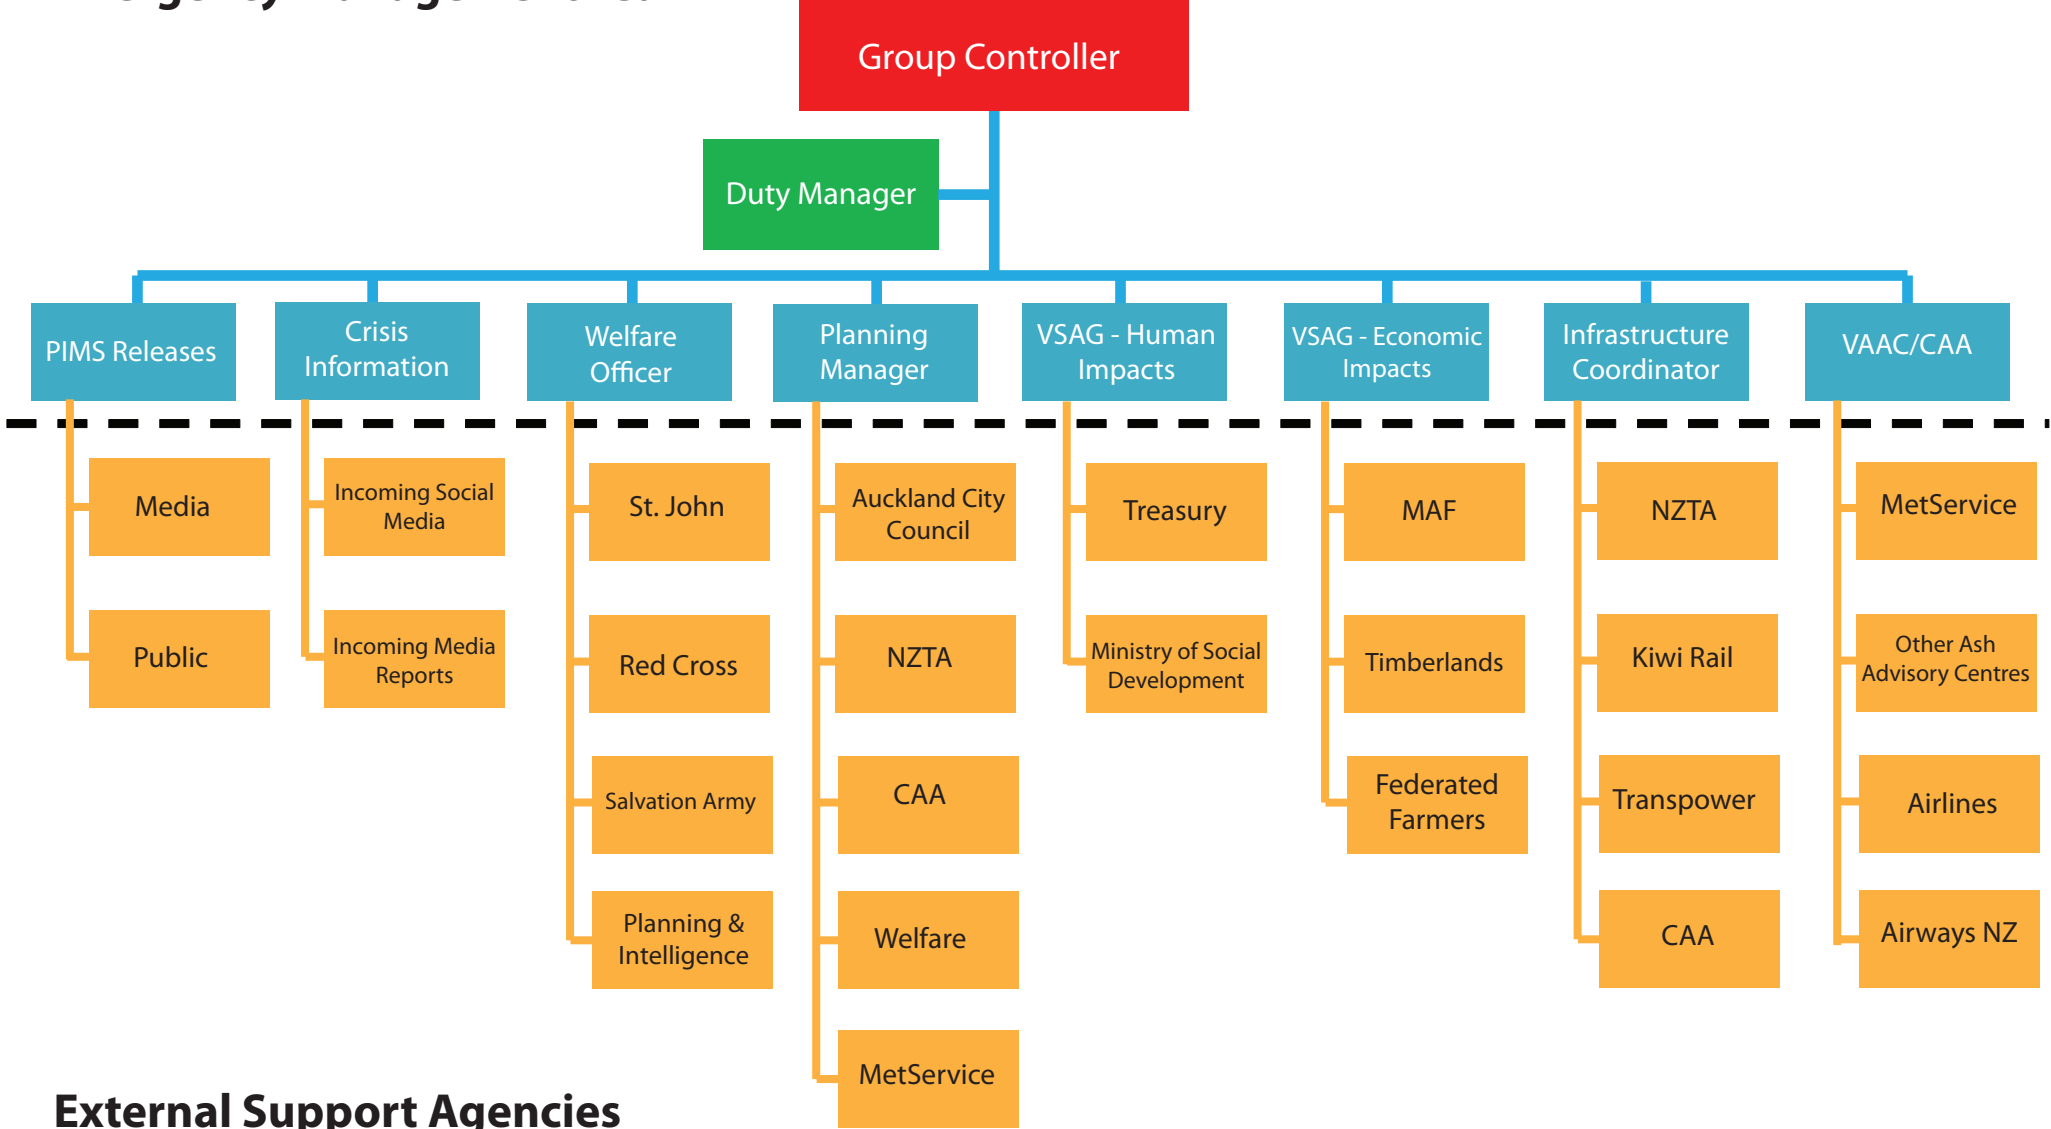 Group Controller
Duty Manager
PIMS Releases
Crisis
Information
Welfare
Officer
Planning
Manager
VSAG - Human
Impacts
VSAG - Economic
Impacts
Infrastructure
Coordinator
VAAC/CAA
Media
Public
Incoming Social
Media
Incoming Media
Reports
St. John
Red Cross
Salvation Army
Planning &
Intelligence
Auckland City
Council
NZTA
CAA
Welfare
MetService
Treasury
Ministry of Social
Development
MAF
Timberlands
Federated
Farmers
NZTA
Kiwi Rail
Transpower
CAA
MetService
Other Ash
Advisory Centres
Airlines
Airways NZ
External Support Agencies